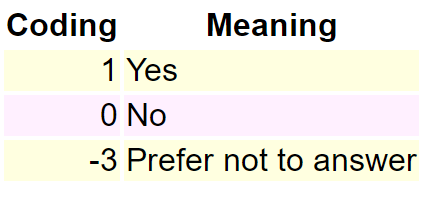 Coding Meaning
1 Yes
0 No
-3 Prefer not to answer